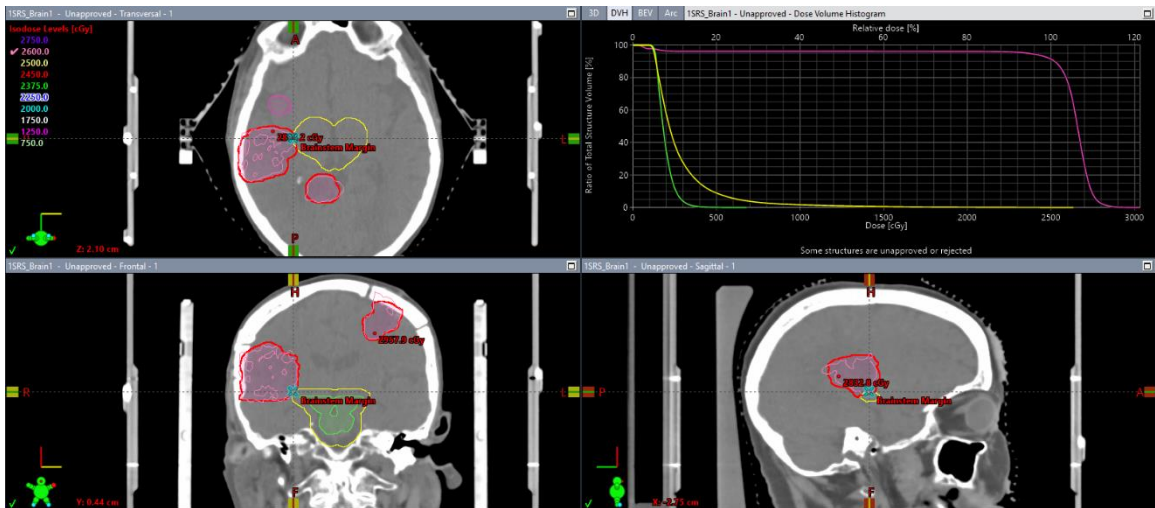 1SRS_Brain1 - Unapproved - Transversal - 1
Isodose Levels [cGy]
2750.0
2600.0
2500.0
2450.0
2375.0
2250.0
2000.0
1750.0
1250.0
750.0
A
L
Brainstem Margin
P
Z: 2.10 cm
3D DVH BEV Arc 1SRS_Brain1 - Unapproved - Dose Volume Histogram
Relative dose [%]
0 20 40 60 80 100 120
Ratio of Total Structure Volume [%]
100
80
60
40
20
0
0 500 1000 1500 2000 2500 3000
Dose [cGy]
Some structures are unapproved or rejected
1SRS_Brain1 - Unapproved - Frontal - 1
H
R
L
Brainstem Margin
F
Y: 0.44 cm
1SRS_Brain1 - Unapproved - Sagittal - 1
H
P
A
Brainstem Margin
F